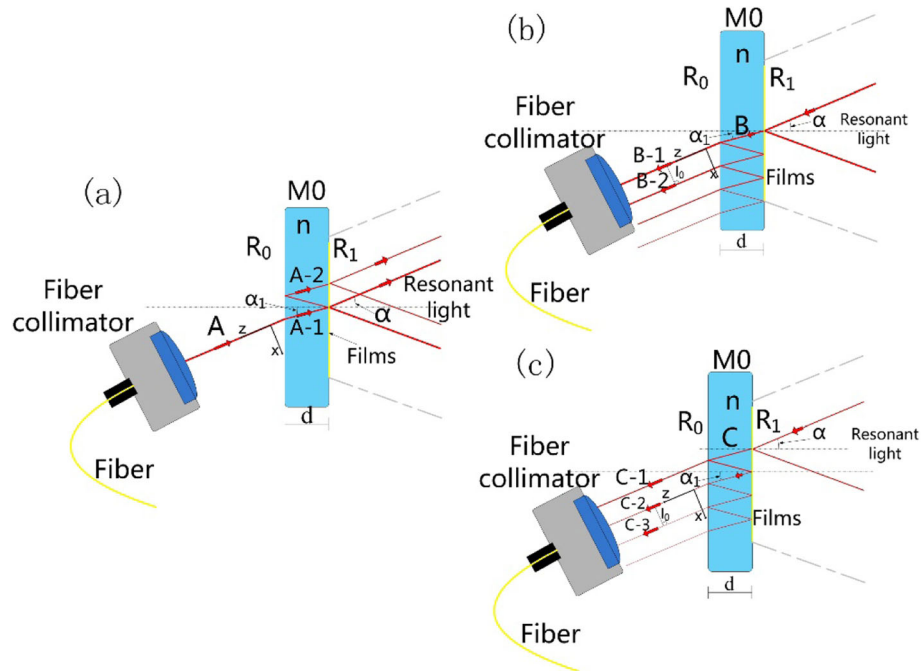 (a)
M0
n
R₀
R₁
A-2
Fiber
collimator
α₁
A
z
x
A-1
Resonant
light
α
Films
d
Fiber
(b)
M0
n
R₀
R₁
Fiber
collimator
α₁
B
α
Resonant
light
B-1
z
B-2
l₀
x
Films
d
Fiber
(c)
M0
n
R₀
R₁
C
α
Resonant
light
Fiber
collimator
C-1
α₁
C-2
z
l₀
x
C-3
Films
d
Fiber